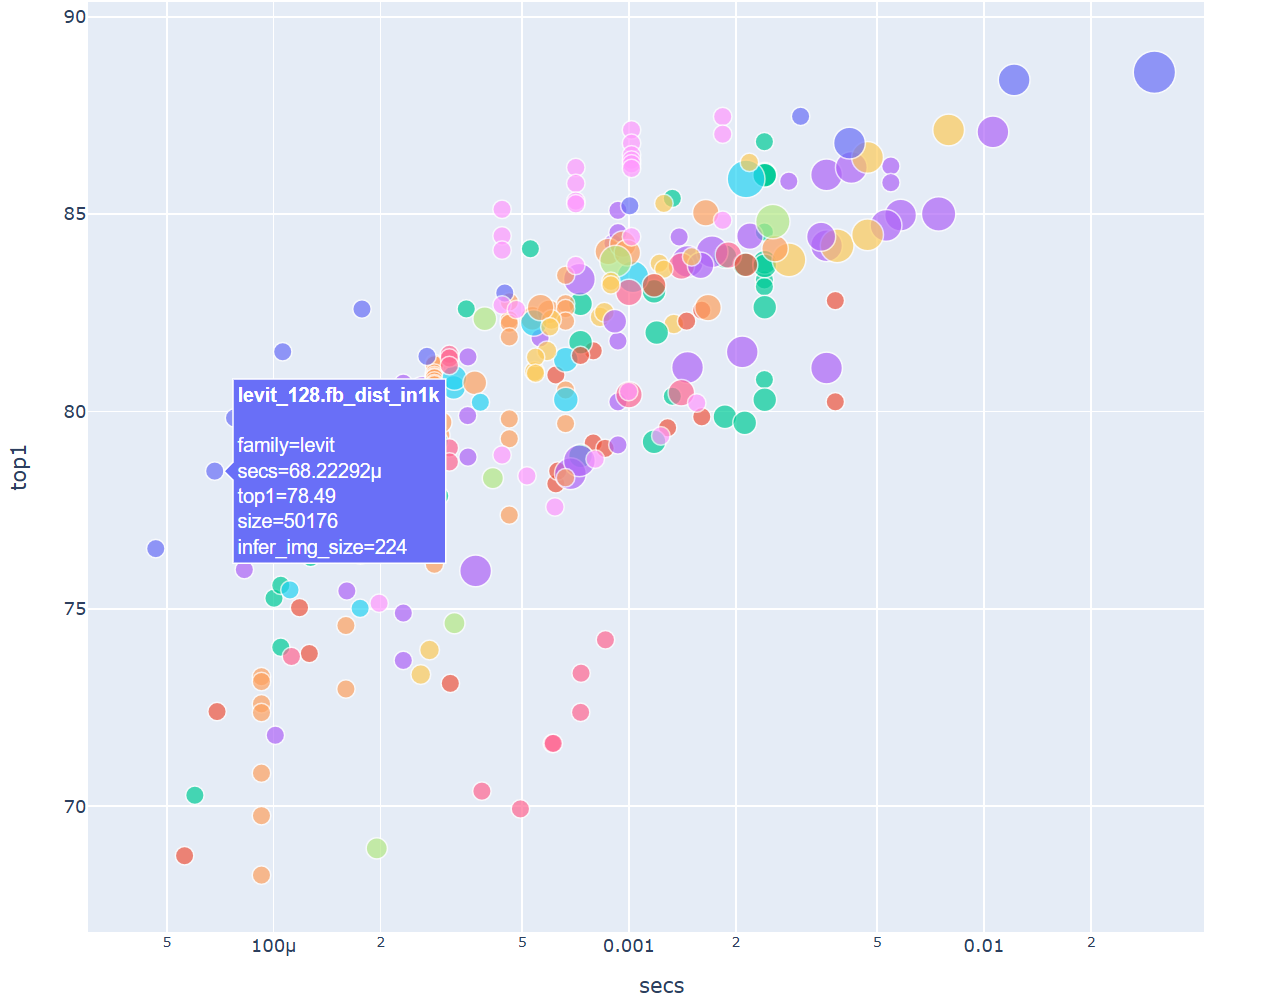 90
85
80
75
70
top1
levit_128.fb_dist_in1k
family=levit
secs=68.22292μ
top1=78.49
size=50176
infer_img_size=224
5
100μ
2
5
0.001
2
5
0.01
2
secs